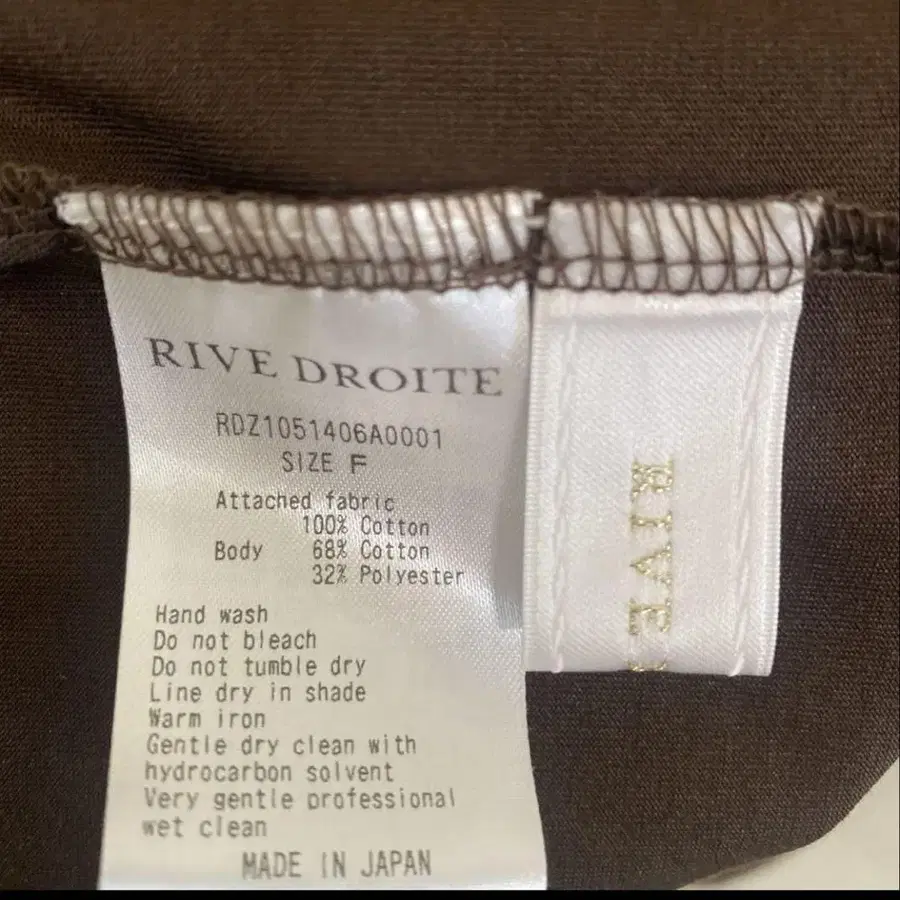 RIVE DROITE
RDZ1051406A0001
SIZE F
Attached fabric
100% Cotton
Body 68% Cotton
32% Polyester
Hand wash
Do not bleach
Do not tumble dry
Line dry in shade
Warm iron
Gentle dry clean with
hydrocarbon solvent
Very gentle professional
wet clean
MADE IN JAPAN
RIVE